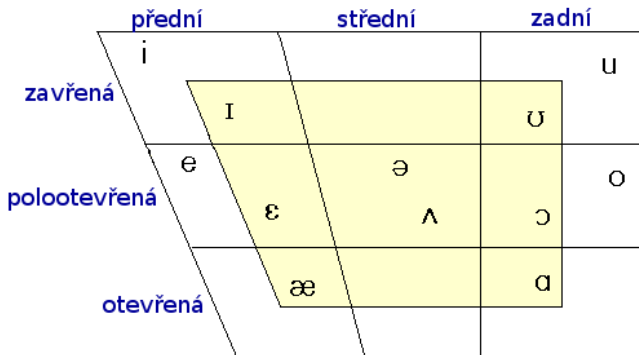 přední střední zadní
i u
zavřená
ɪ ʊ
e ə o
polootevřená
ɛ ʌ ɔ
æ ɑ
otevřená